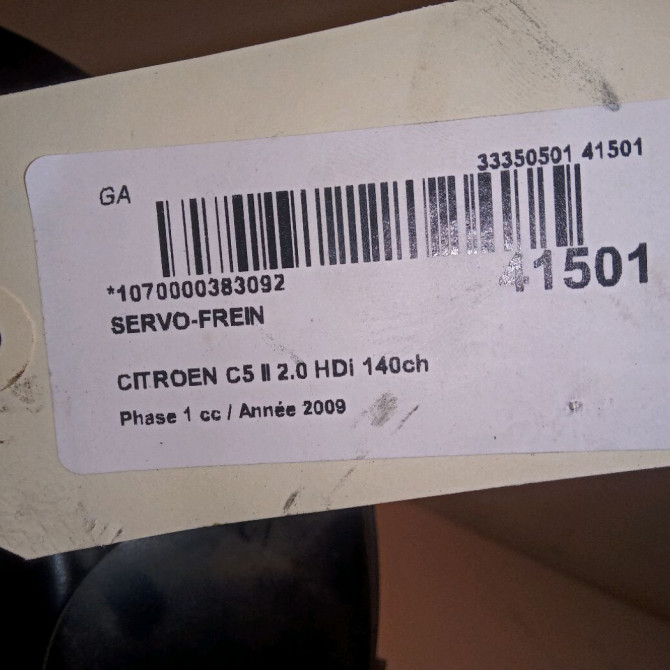 33350501 41501
GA
*1070000383092
41501
SERVO-FREIN
CITROEN C5 II 2.0 HDi 140ch
Phase 1 cc / Année 2009